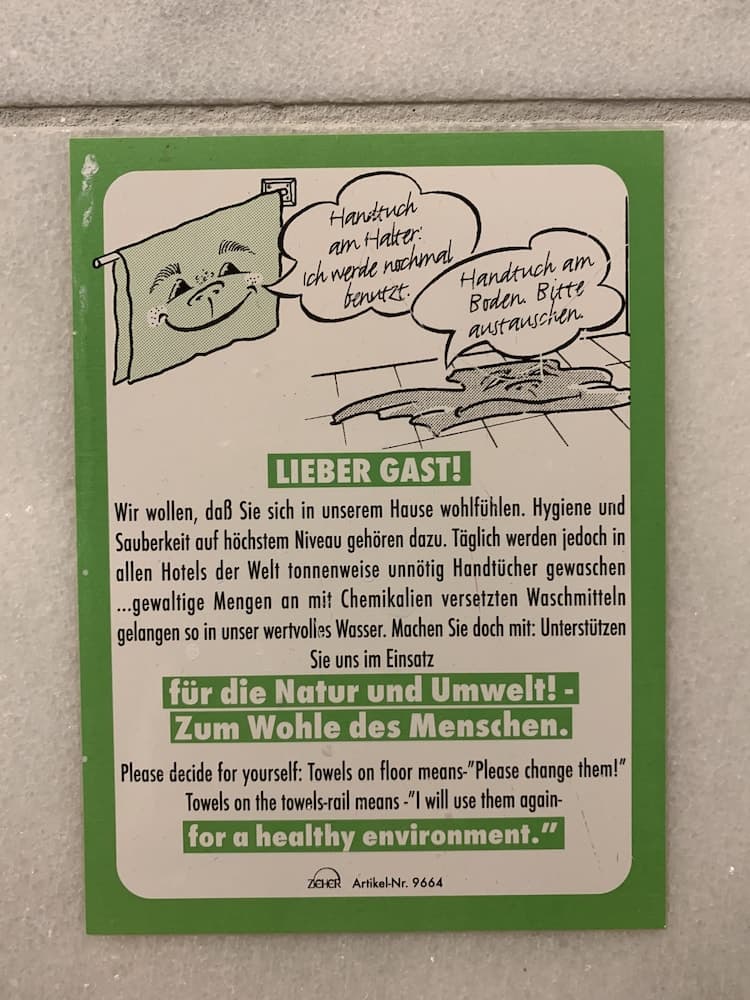 Handtuch
am Halter:
Ich werde nochmal
benutzt.
Handtuch am
Boden. Bitte
austauschen.
LIEBER GAST!
Wir wollen, daß Sie sich in unserem Hause wohlfühlen. Hygiene und
Sauberkeit auf höchstem Niveau gehören dazu. Täglich werden jedoch in
allen Hotels der Welt tonnenweise unnötig Handtücher gewaschen
...gewaltige Mengen an mit Chemikalien versetzten Waschmitteln
gelangen so in unser wertvolles Wasser. Machen Sie doch mit: Unterstützen
Sie uns im Einsatz
für die Natur und Umwelt! -
Zum Wohle des Menschen.
Please decide for yourself: Towels on floor means-"Please change them!"
Towels on the towels-rail means -"I will use them again-
for a healthy environment."
ZIEHER Artikel-Nr. 9664